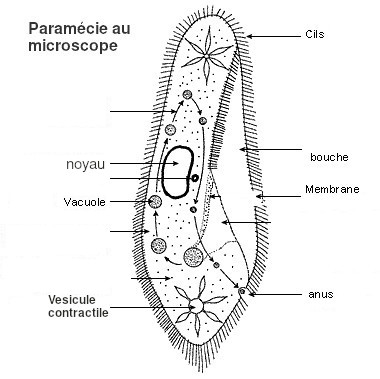 Paramécie au
microscope
Cils
noyau
bouche
Membrane
Vacuole
anus
Vesicule
contractile